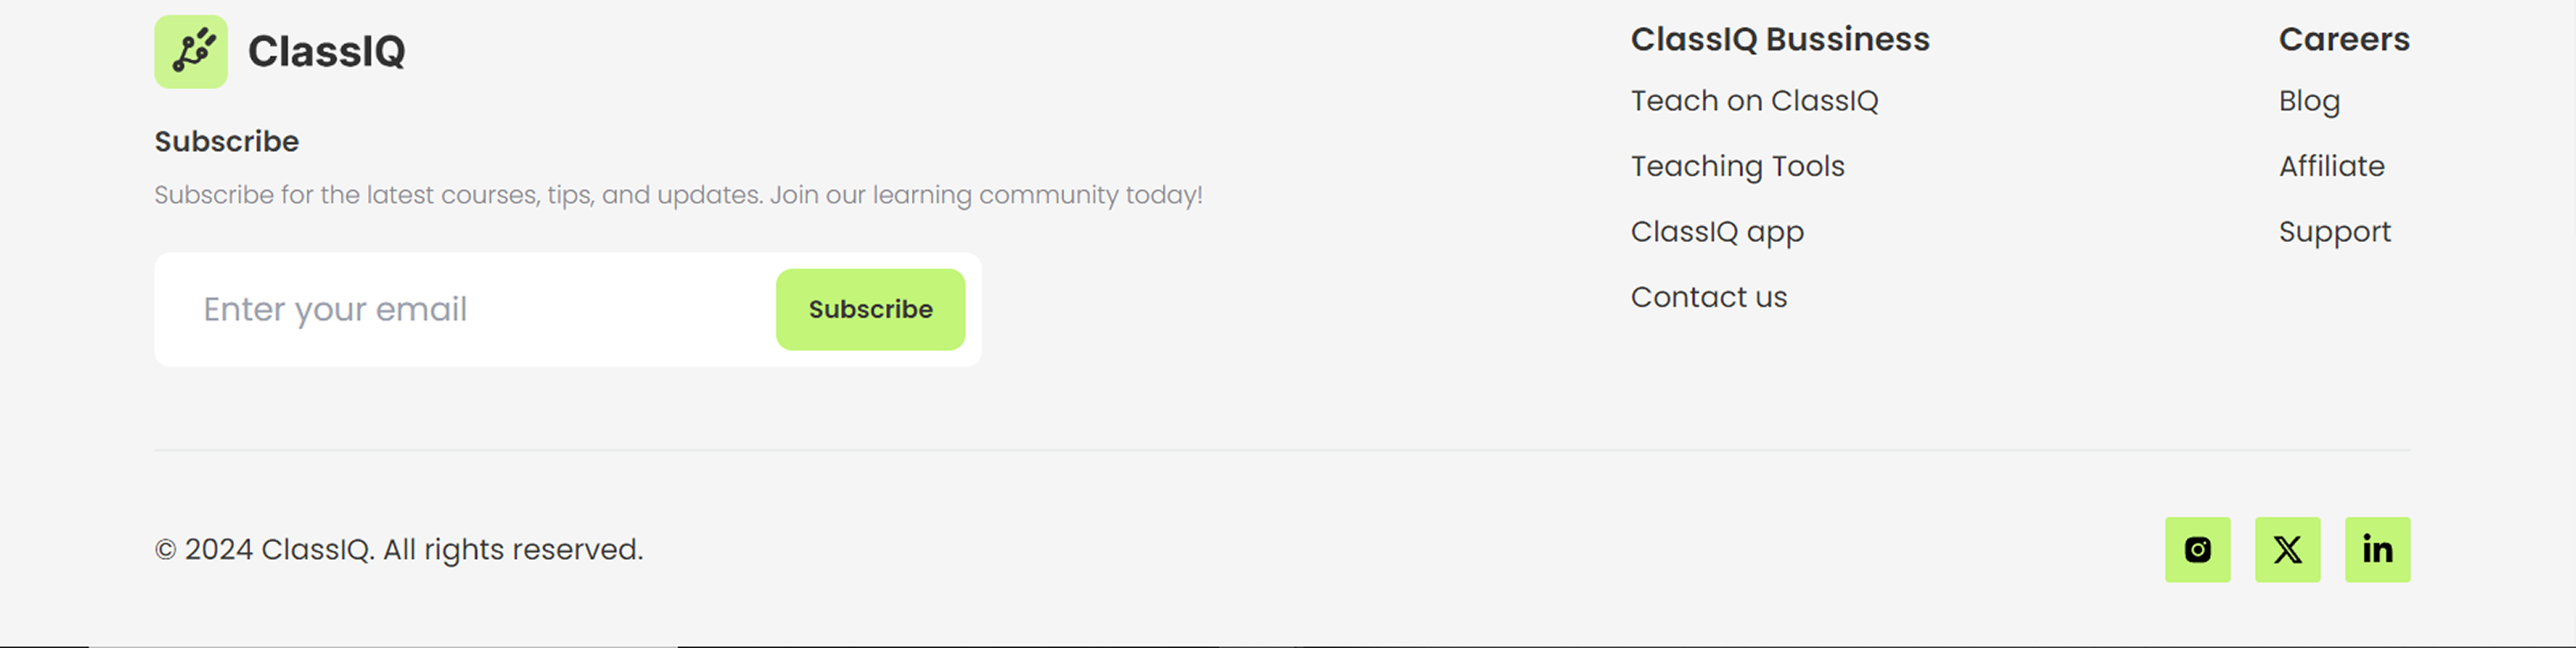 ClassIQ
Subscribe
Subscribe for the latest courses, tips, and updates. Join our learning community today!
Enter your email
Subscribe
ClassIQ Bussiness
Teach on ClassIQ
Teaching Tools
ClassIQ app
Contact us
Careers
Blog
Affiliate
Support
© 2024 ClassIQ. All rights reserved.